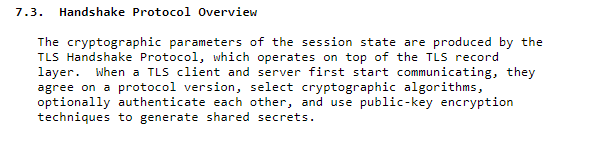 7.3.  Handshake Protocol Overview
The cryptographic parameters of the session state are produced by the
TLS Handshake Protocol, which operates on top of the TLS record
layer.  When a TLS client and server first start communicating, they
agree on a protocol version, select cryptographic algorithms,
optionally authenticate each other, and use public-key encryption
techniques to generate shared secrets.